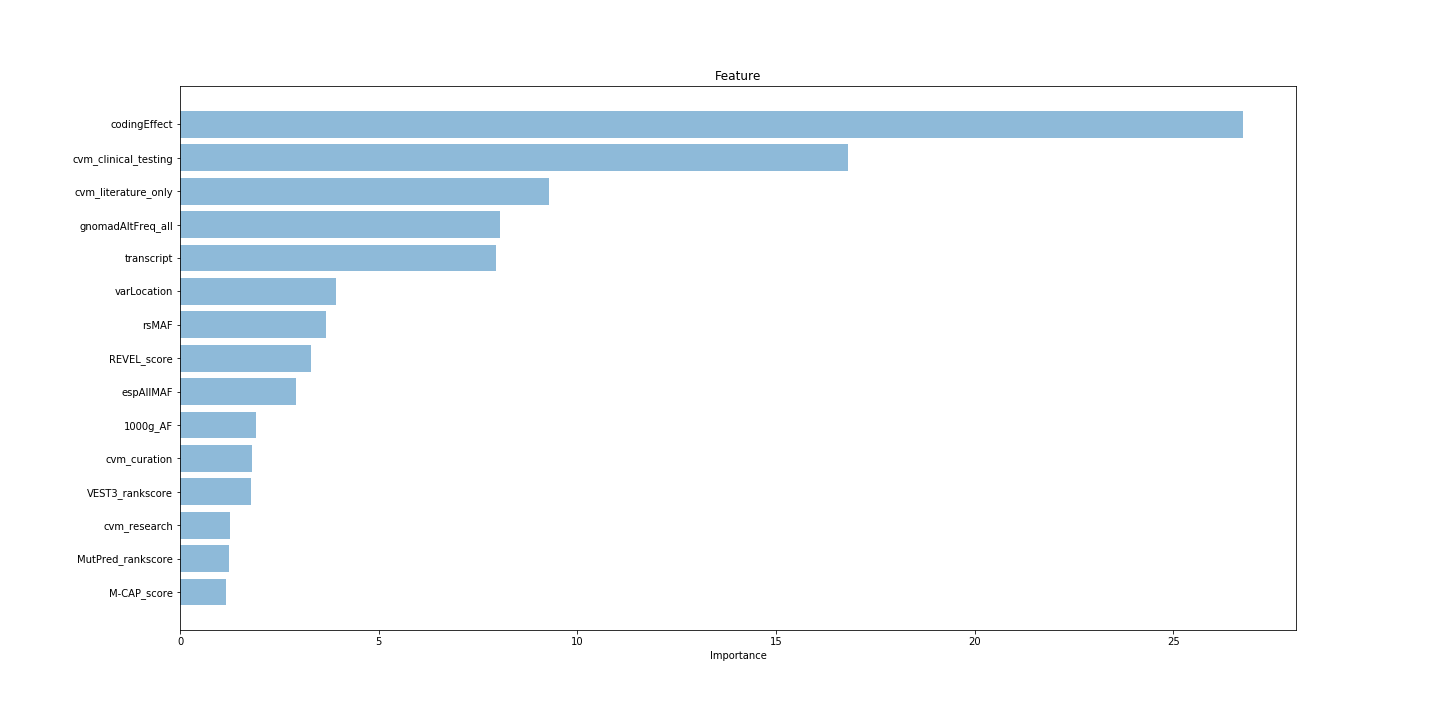 Feature
codingEffect
cvm_clinical_testing
cvm_literature_only
gnomadAltFreq_all
transcript
varLocation
rsMAF
REVEL_score
espAllMAF
1000g_AF
cvm_curation
VEST3_rankscore
cvm_research
MutPred_rankscore
M-CAP_score
0 5 10 15 20 25
Importance